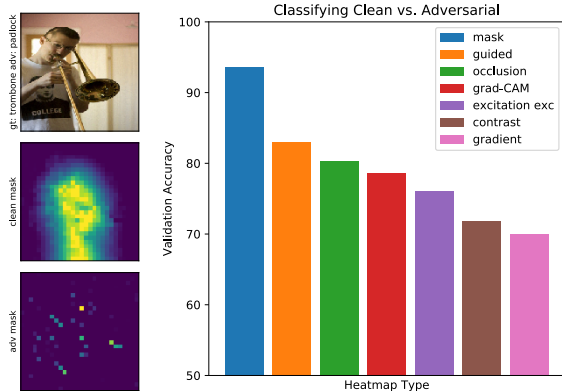 gt: trombone adv: padlock
COLLEGE
clean mask
adv mask
Classifying Clean vs. Adversarial
Validation Accuracy
100
90
80
70
60
50
mask
guided
occlusion
grad-CAM
excitation exc
contrast
gradient
Heatmap Type